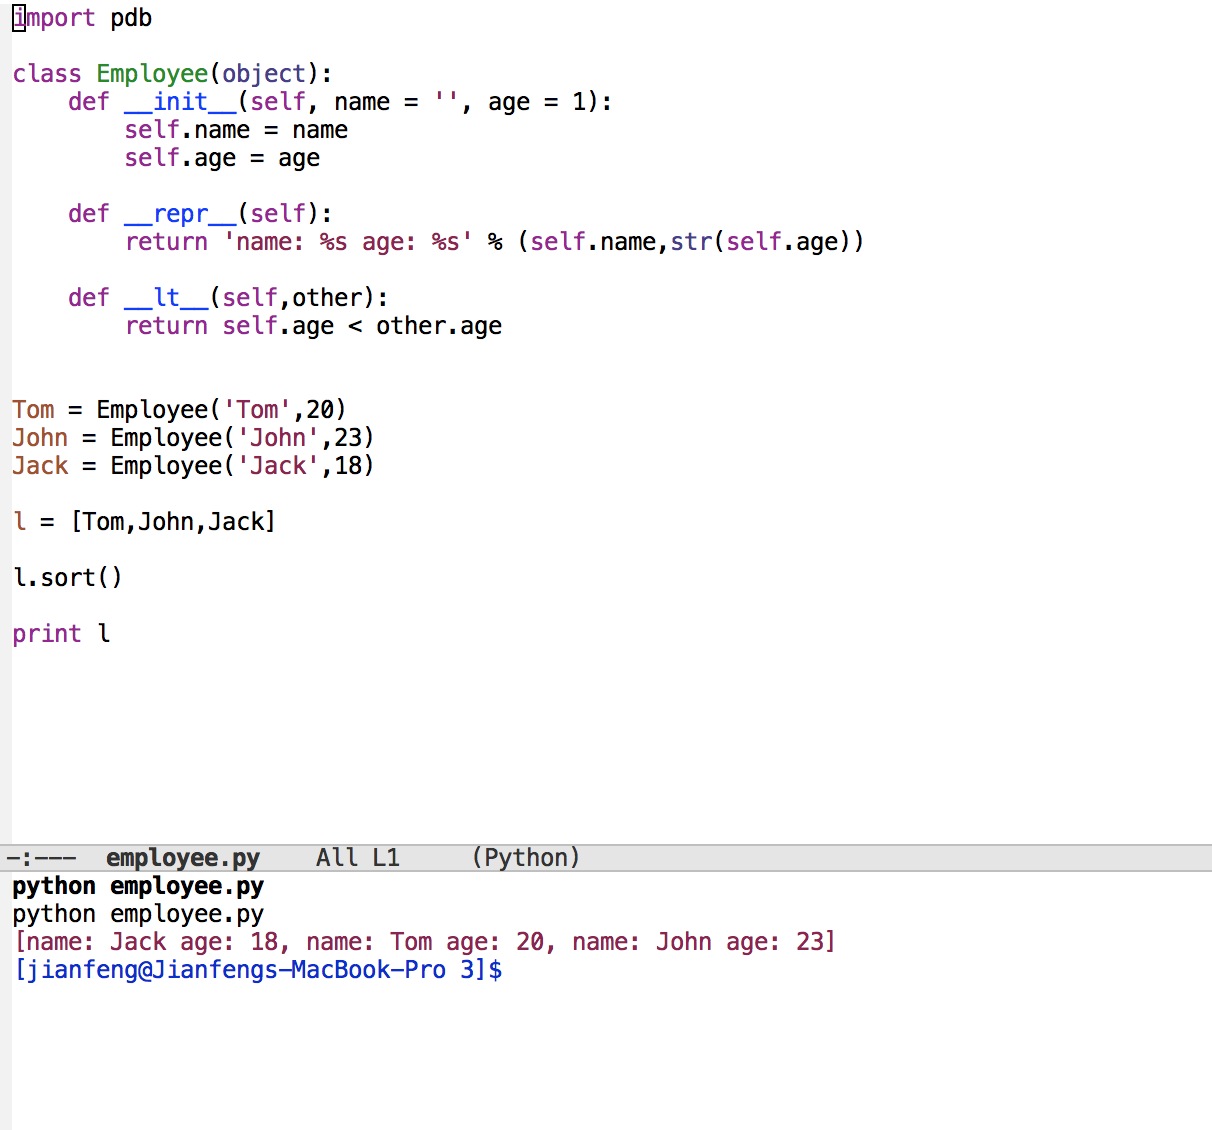 import pdb
class Employee(object):
    def __init__(self, name = '', age = 1):
        self.name = name
        self.age = age
    def __repr__(self):
        return 'name: %s age: %s' % (self.name,str(self.age))
    def __lt__(self,other):
        return self.age < other.age
Tom = Employee('Tom',20)
John = Employee('John',23)
Jack = Employee('Jack',18)
l = [Tom,John,Jack]
l.sort()
print l
-:---  employee.py    All L1     (Python)
python employee.py
python employee.py
[name: Jack age: 18, name: Tom age: 20, name: John age: 23]
[jianfeng@Jianfengs-MacBook-Pro 3]$